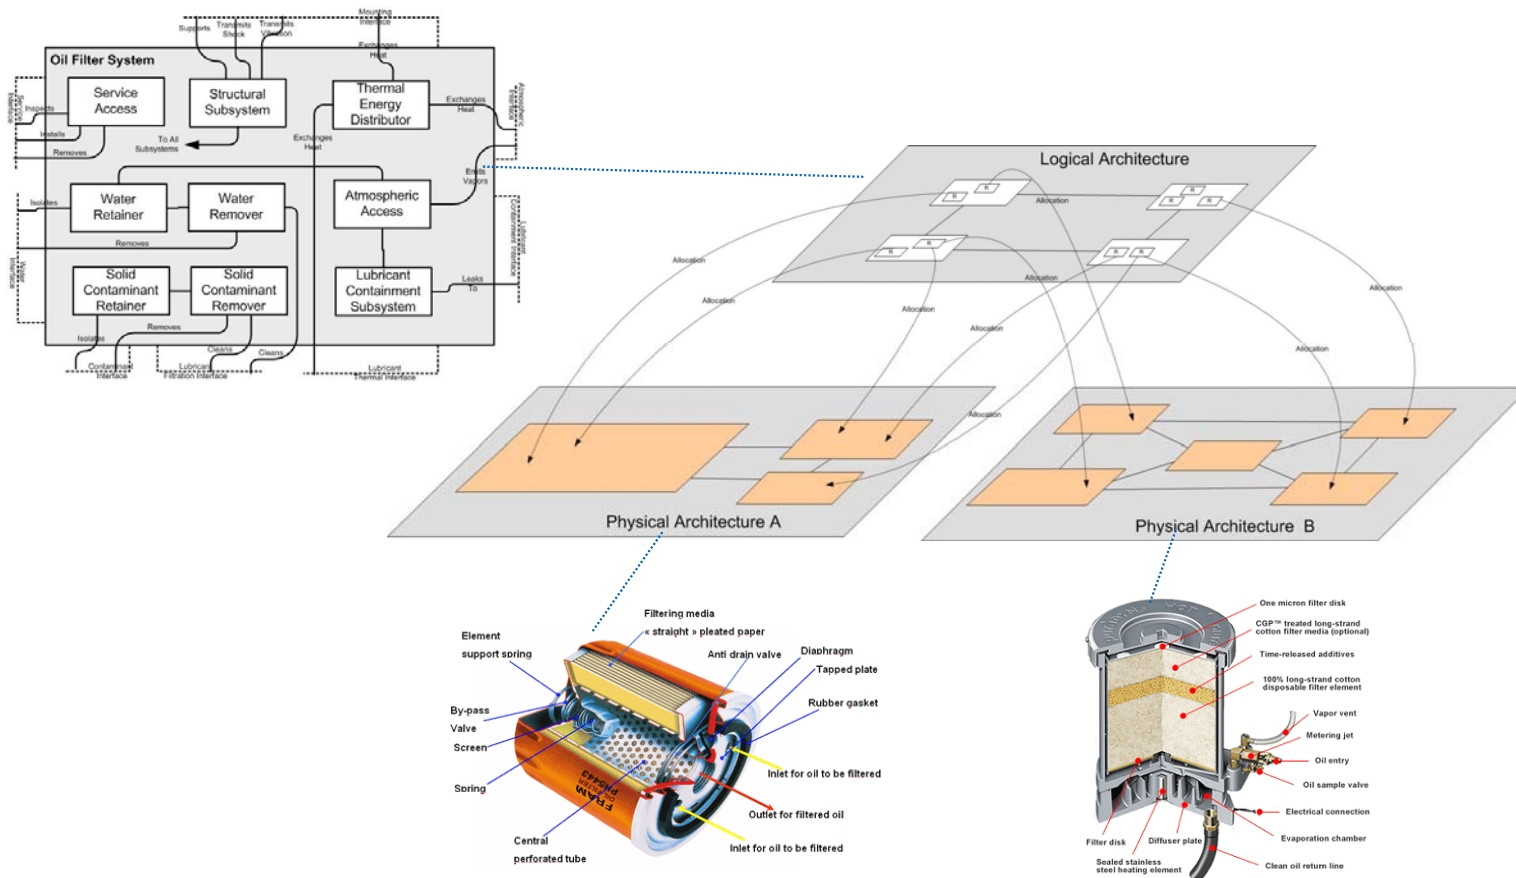 Supports
Transmits
Shock
Transmits
Vibration
Mounting
Interface
Exchanges
Heat
Oil Filter System
Service
Access
Structural
Subsystem
Thermal
Energy
Distributor
Exchanges
Heat
Atmospheric
Interface
Service
Interface
Inspects
Installs
Removes
To All
Subsystems
Exchanges
Heat
Emits
Vapors
Water
Retainer
Water
Remover
Atmospheric
Access
Isolates
Removes
Water
Interface
Lubricant
Containment Interface
Solid
Contaminant
Retainer
Solid
Contaminant
Remover
Lubricant
Containment
Subsystem
Leaks
To
Isolates
Removes
Cleans
Cleans
Contaminant
Interface
Lubricant
Filtration Interface
Lubricant
Thermal Interface
Logical Architecture
R
R
R
R
R
R
R
R
R
Allocation
Allocation
Allocation
Allocation
Allocation
Allocation
Allocation
Allocation
Allocation
Physical Architecture A
Physical Architecture B
Filtering media
« straight » pleated paper
Element
support spring
Anti drain valve
Diaphragm
Tapped plate
Rubber gasket
By-pass
Valve
Screen
Spring
Inlet for oil to be filtered
Outlet for filtered oil
Inlet for oil to be filtered
Central
perforated tube
FRAM
OIL FILTER
PH5443
One micron filter disk
CGP™ treated long-strand
cotton filter media (optional)
Time-released additives
100% long-strand cotton
disposable filter element
Vapor vent
Metering jet
Oil entry
Oil sample valve
Electrical connection
Evaporation chamber
Clean oil return line
Filter disk
Diffuser plate
Sealed stainless
steel heating element